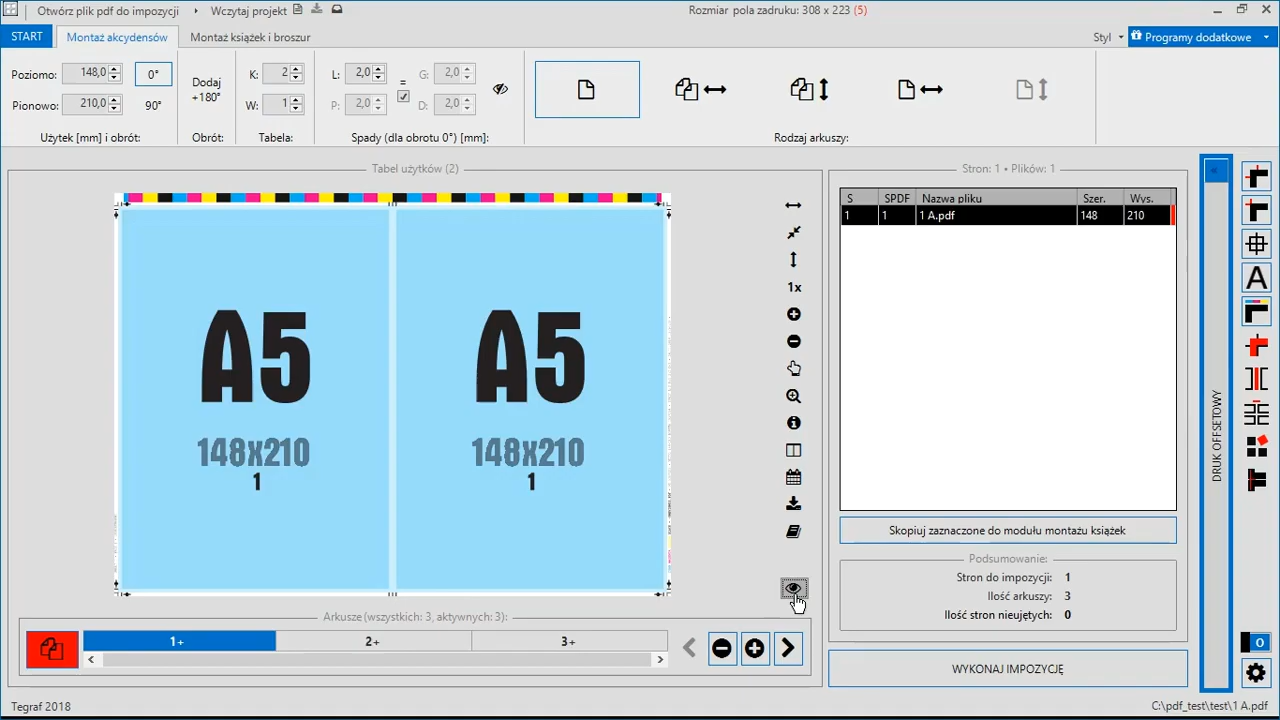 Otwórz plik pdf do impozycji
Wczytaj projekt
Rozmiar pola zadruku: 308 x 223 (5)
START
Montaż akcydensów
Montaż książek i broszur
Styl
Programy dodatkowe
Poziomo: 148,0
0°
Pionowo: 210,0
90°
Użytek [mm] i obrót:
Dodaj
+180°
Obrót:
K: 2
W: 1
Tabela:
L: 2,0
=
G: 2,0
P: 2,0
D: 2,0
Spady (dla obrotu 0°) [mm]:
Rodzaj arkuszy:
Tabel użytków (2)
A5
148x210
1
A5
148x210
1
1x
Stron: 1 • Plików: 1
S SPDF Nazwa pliku Szer. Wys.
1 1 1 A.pdf 148 210
Skopiuj zaznaczone do modułu montażu książek
Podsumowanie:
Stron do impozycji: 1
Ilość arkuszy: 3
Ilość stron nieujętych: 0
DRUK OFFSETOWY
A
O
Arkusze (wszystkich: 3, aktywnych: 3):
1+
2+
3+
WYKONAJ IMPOZYCJĘ
Tegraf 2018
C:\pdf_test\test\1 A.pdf